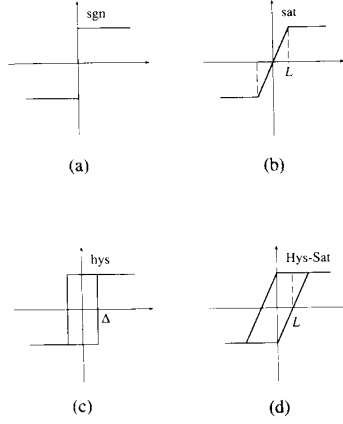 sgn
sat
L
(a)
(b)
hys
Hys-Sat
Δ
L
(c)
(d)